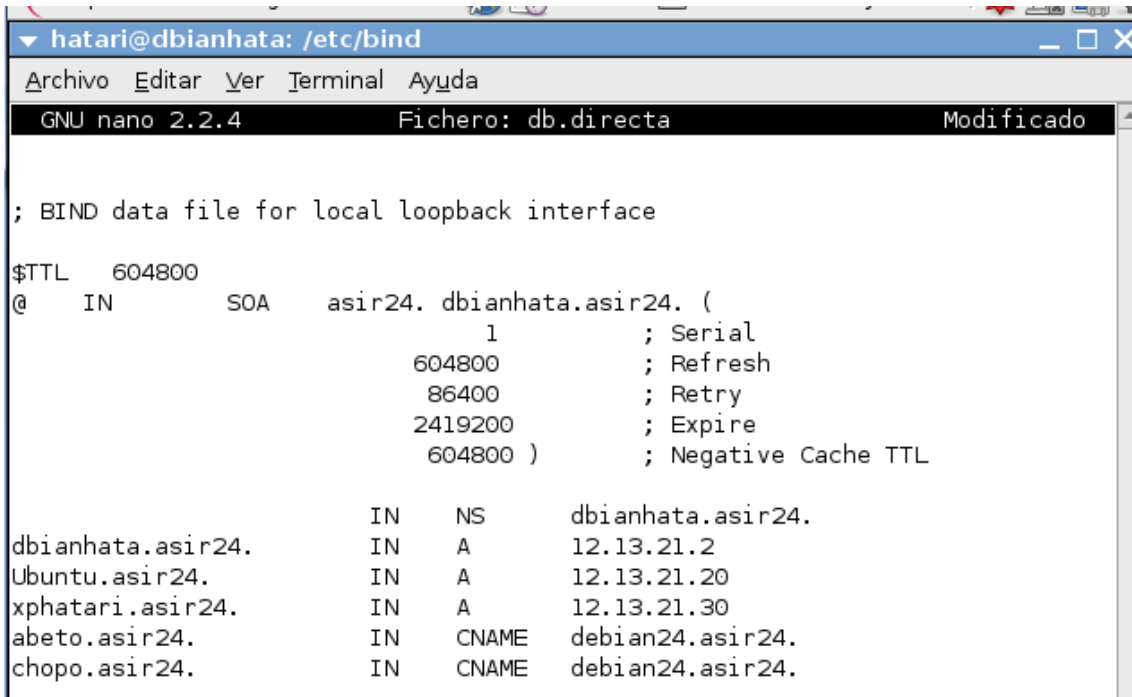 hatari@dbianhata: /etc/bind
Archivo Editar Ver Terminal Ayuda
GNU nano 2.2.4 Fichero: db.directa Modificado
; BIND data file for local loopback interface
$TTL 604800
@ IN SOA asir24. dbianhata.asir24. (
1 ; Serial
604800 ; Refresh
86400 ; Retry
2419200 ; Expire
604800 ) ; Negative Cache TTL
IN NS dbianhata.asir24.
dbianhata.asir24. IN A 12.13.21.2
Ubuntu.asir24. IN A 12.13.21.20
xphatari.asir24. IN A 12.13.21.30
abeto.asir24. IN CNAME debian24.asir24.
chopo.asir24. IN CNAME debian24.asir24.